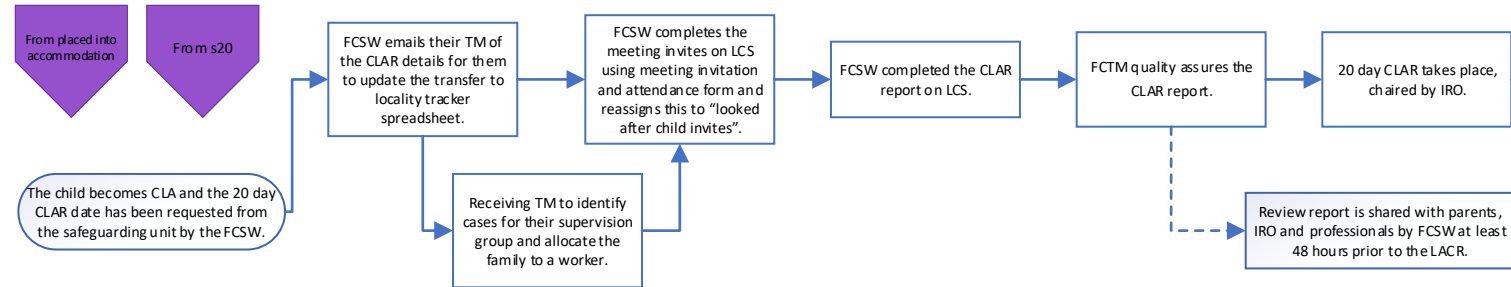 From placed into
accommodation
From s20
The child becomes CLA and the 20 day
CLAR date has been requested from
the safeguarding unit by the FCSW.
FCSW emails their TM of
the CLAR details for them
to update the transfer to
locality tracker
spreadsheet.
Receiving TM to identify
cases for their supervision
group and allocate the
family to a worker.
FCSW completes the
meeting invites on LCS
using meeting invitation
and attendance form and
reassigns this to “looked
after child invites”.
FCSW completed the CLAR
report on LCS.
FCTM quality assures the
CLAR report.
20 day CLAR takes place,
chaired by IRO.
Review report is shared with parents,
IRO and professionals by FCSW at least
48 hours prior to the LACR.